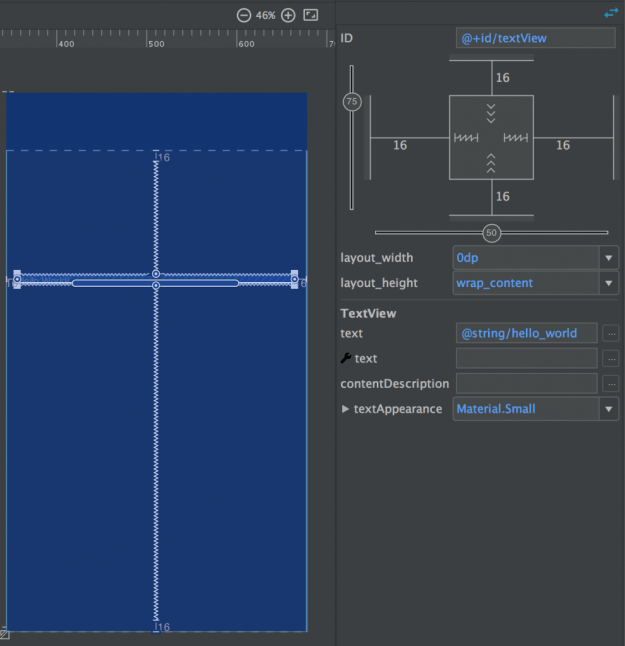 46%
400
500
600
ID
@+id/textView
16
75
16
16
16
50
layout_width
0dp
layout_height
wrap_content
TextView
text
@string/hello_world
...
text
...
contentDescription
...
textAppearance
Material.Small
16
16